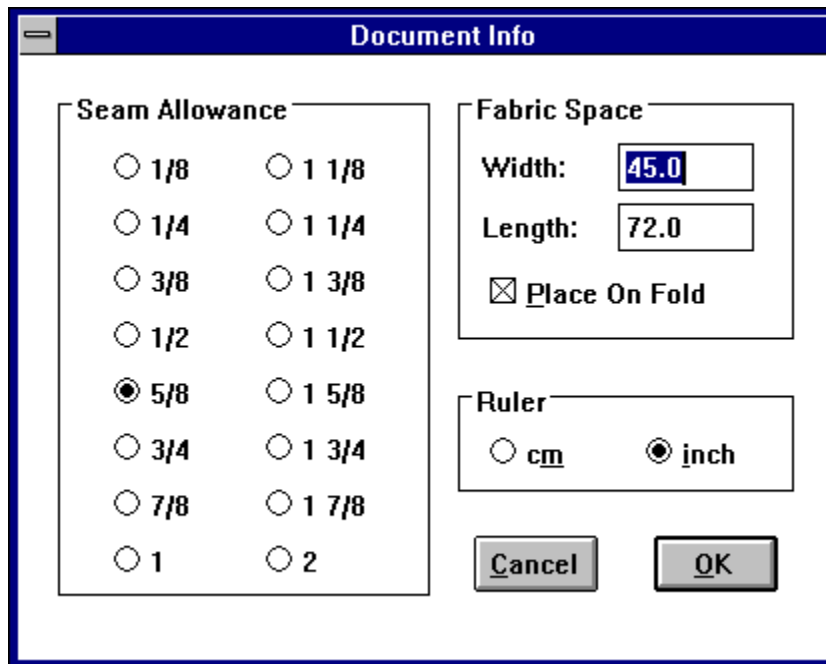 Document Info
Seam Allowance
1/8
1 1/8
1/4
1 1/4
3/8
1 3/8
1/2
1 1/2
5/8
1 5/8
3/4
1 3/4
7/8
1 7/8
1
2
Fabric Space
Width: 45.0
Length: 72.0
Place On Fold
Ruler
cm
inch
Cancel
OK